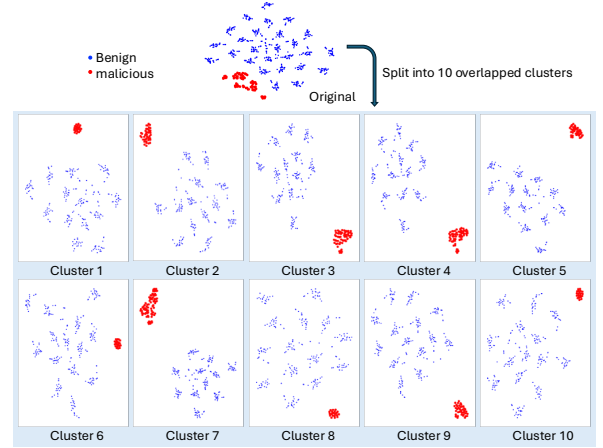 Benign
malicious
Split into 10 overlapped clusters
Original
Cluster 1
Cluster 2
Cluster 3
Cluster 4
Cluster 5
Cluster 6
Cluster 7
Cluster 8
Cluster 9
Cluster 10